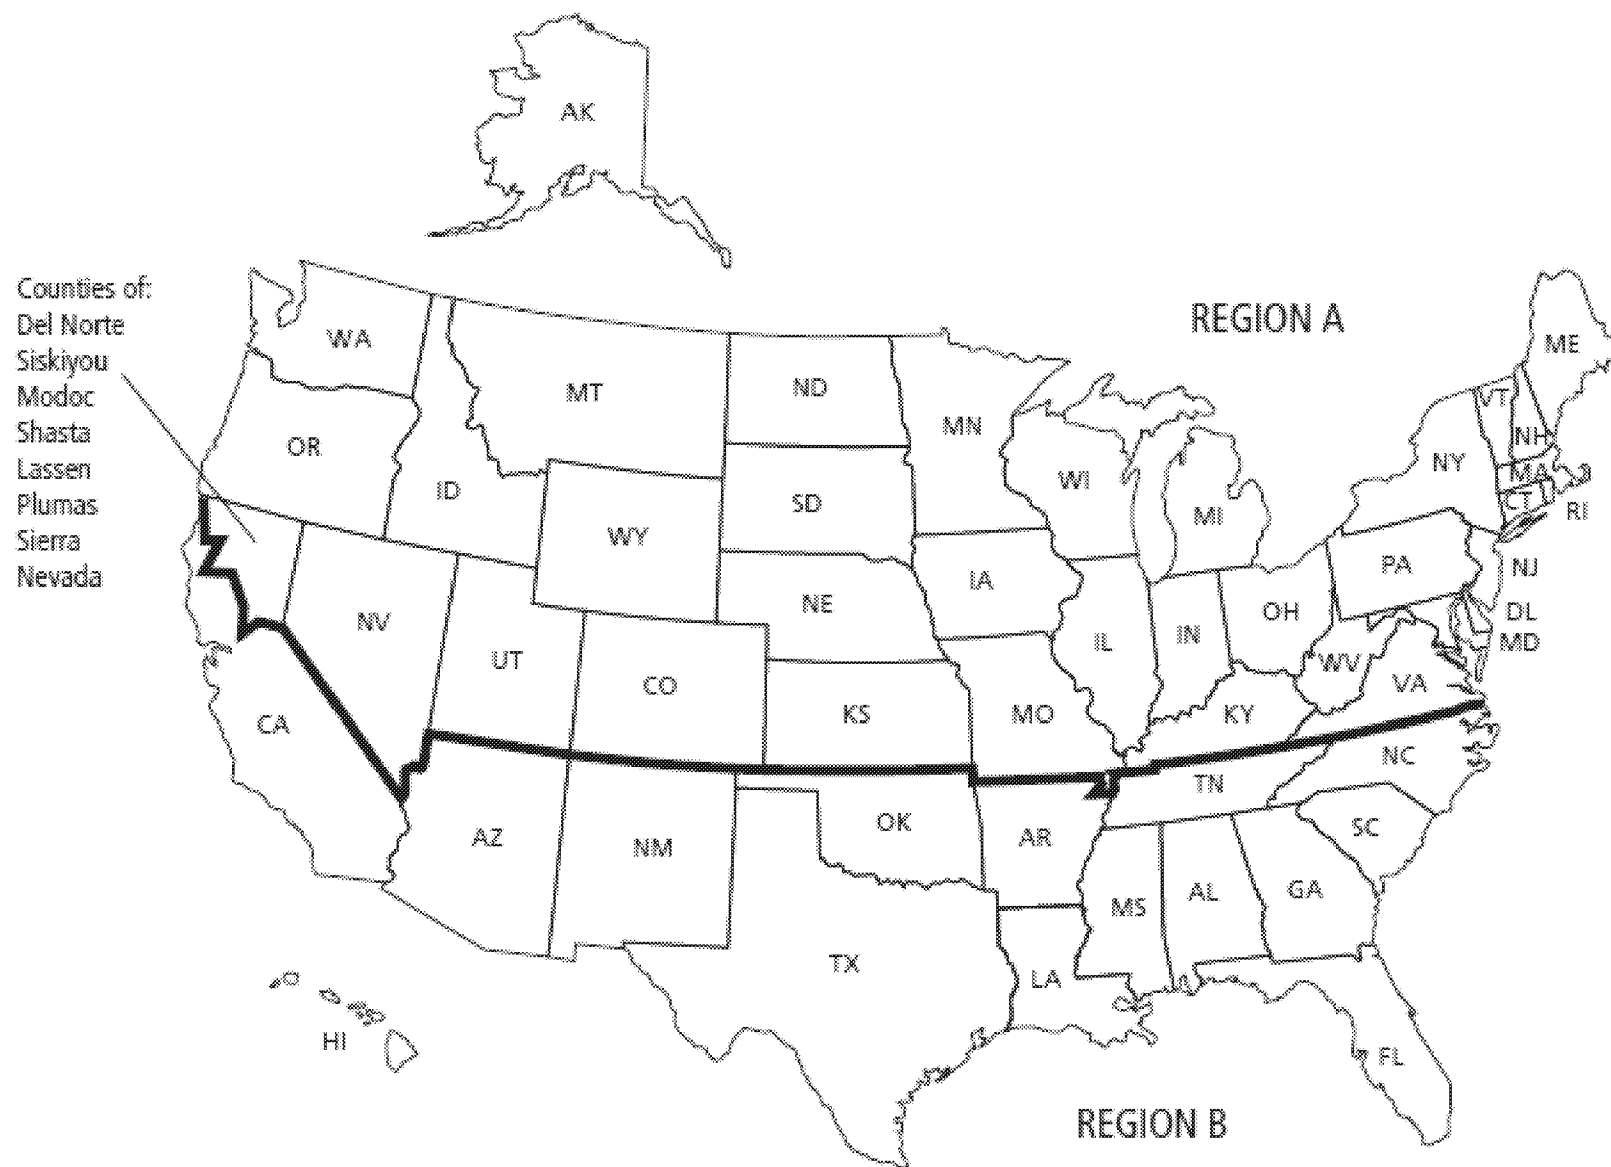 AK
Counties of:
Del Norte
Siskiyou
Modoc
Shasta
Lassen
Plumas
Sierra
Nevada
REGION A
WA
MT
ND
MN
ME
VT
NH
OR
ID
SD
WI
MI
NY
MA
CT
RI
WY
IA
PA
NJ
NE
NV
UT
CO
KS
MO
IL
IN
OH
WV
VA
DL
MD
KY
CA
NC
TN
AZ
NM
OK
AR
SC
MS
AL
GA
TX
LA
HI
FL
REGION B